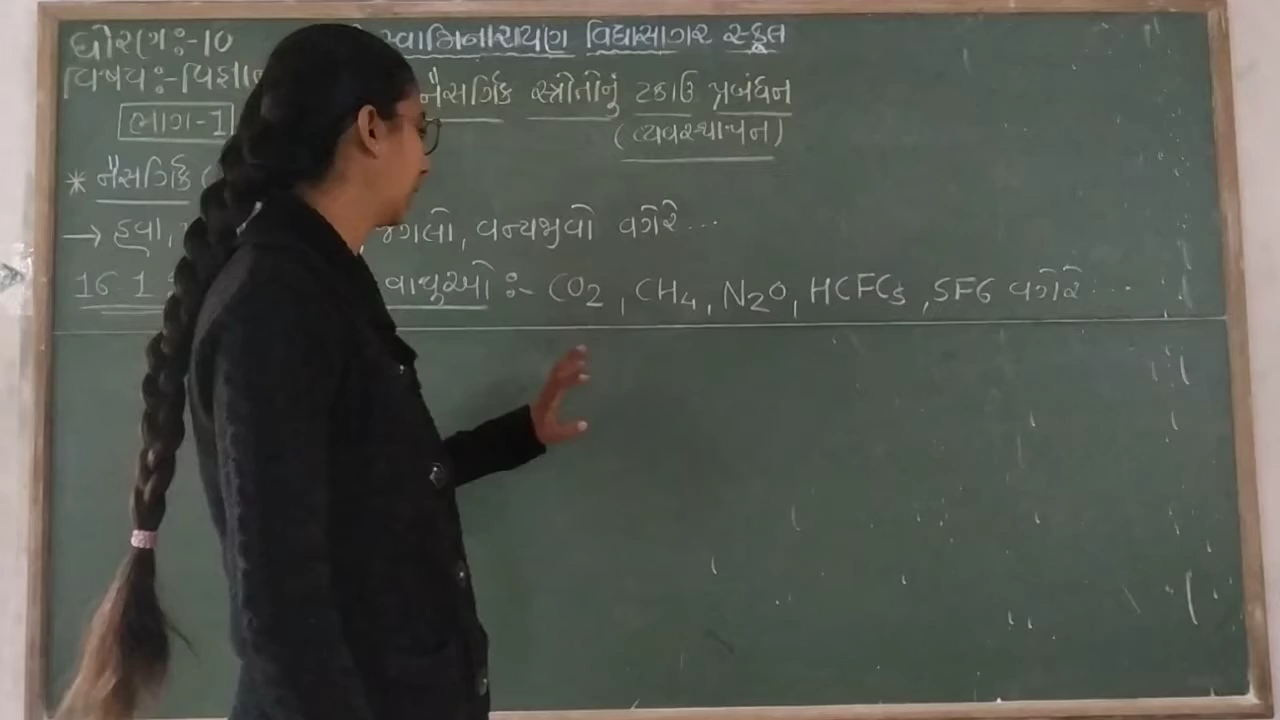 ધોરણ:-10 સ્વામિનારાયણ વિદ્યાસાગર સ્કૂલ
વિષય:-વિજ્ઞાન નૈસર્ગિક સ્ત્રોતોનું ટકાઉ પ્રબંધન
ભાગ-1 (વ્યવસ્થાપન)
* નૈસર્ગિક (
→ હવા, જંગલો, વન્યજીવો વગેરે...
16.1 વાયુઓ :- CO2, CH4, N2O, HCFCs, SF6 વગેરે....